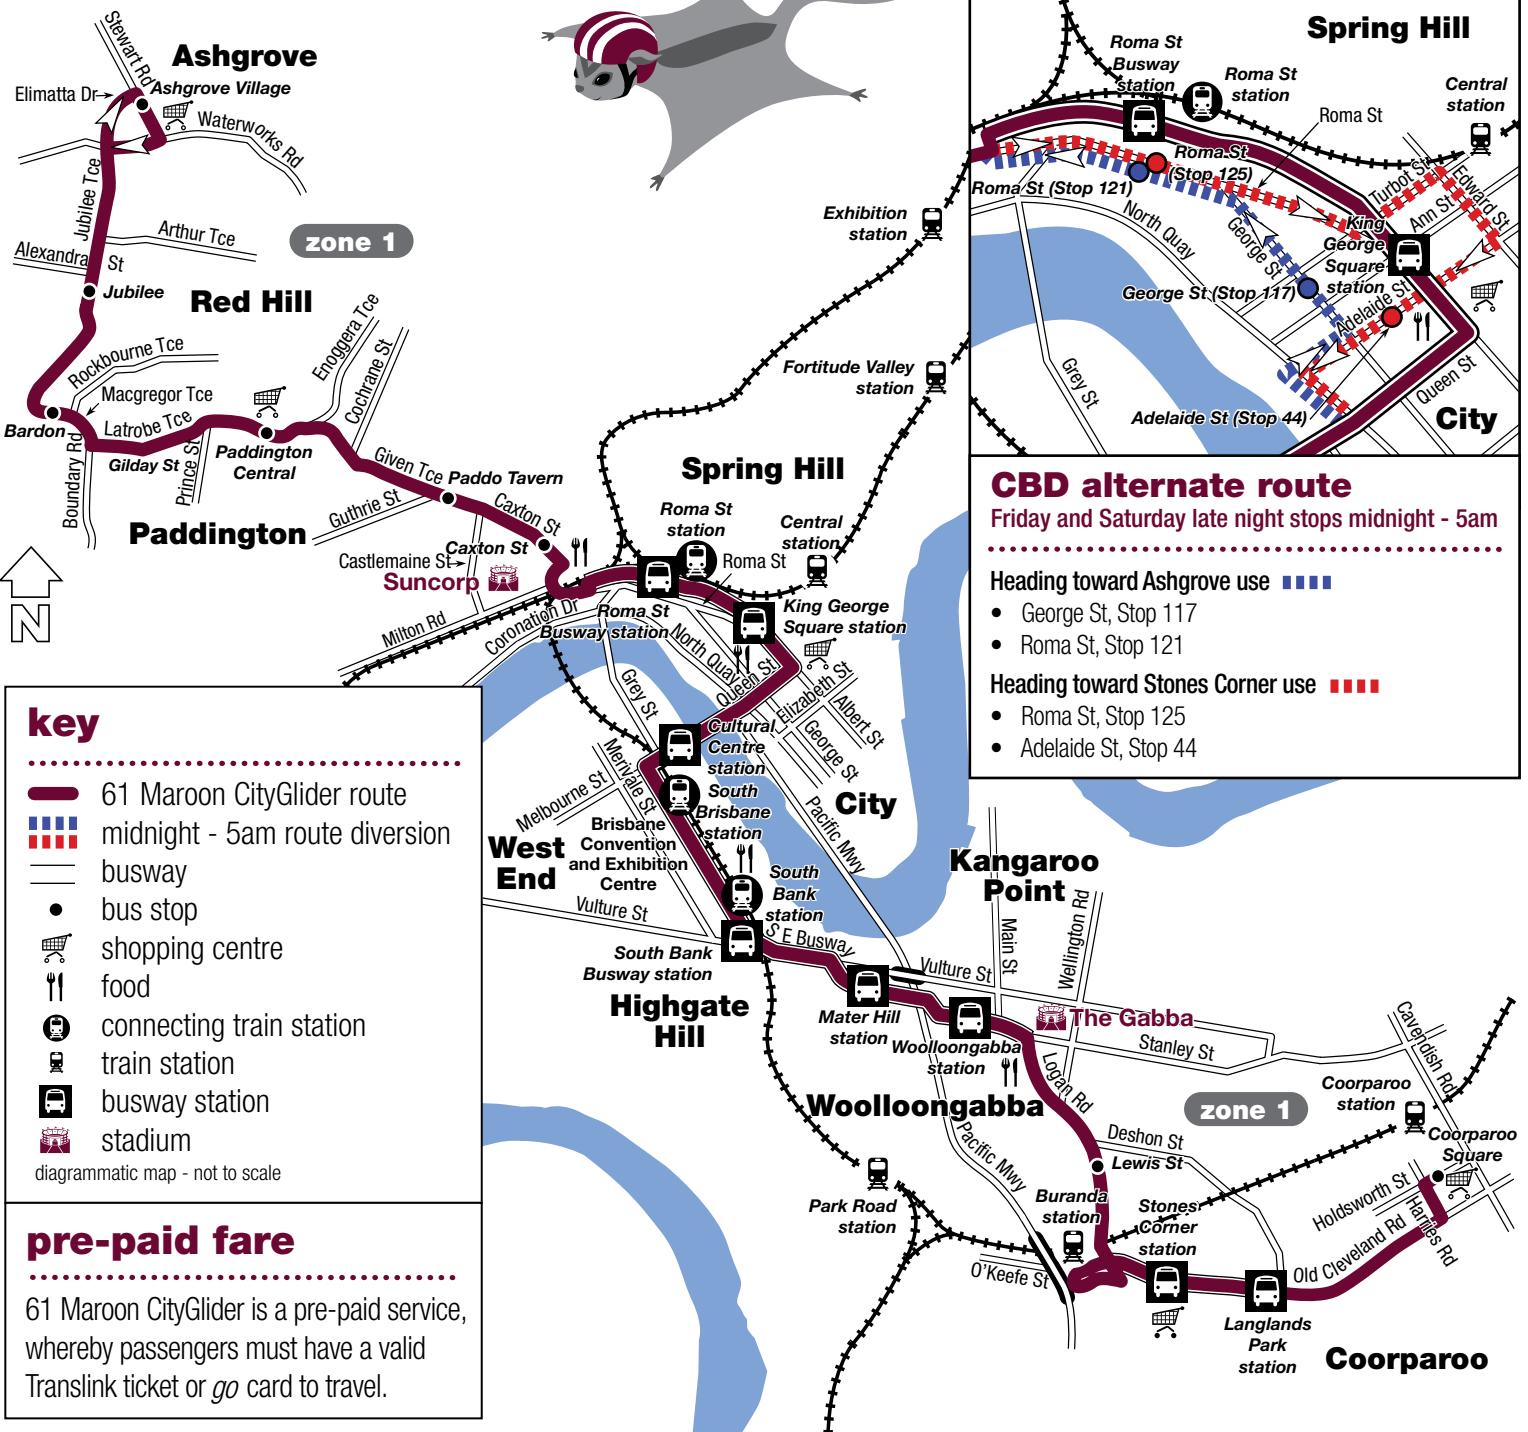 Stewart Rd
Ashgrove
Elimatta Dr
Ashgrove Village
Waterworks Rd
Jubilee Tce
Arthur Tce
Alexandra St
zone 1
Jubilee
Red Hill
Rockbourne Tce
Enoggera Tce
Cochrane St
Macgregor Tce
Latrobe Tce
Bardon
Gilday St
Prince St
Boundary Rd
Paddington
Central
Given Tce
Paddo Tavern
Guthrie St
Caxton St
Paddington
Castlemaine St
Caxton St
Suncorp
Milton Rd
Coronation Dr
N
Exhibition
station
Fortitude Valley
station
Spring Hill
Roma St
station
Central
station
Roma St
Roma St
Busway station
King George
Square station
North Quay
Queen St
Elizabeth St
Albert St
George St
Grey St
Cultural
Centre
station
Merivale St
Melbourne St
South
Brisbane
station
City
Pacific Mwy
West
End
Brisbane
Convention
and Exhibition
Centre
Vulture St
South
Bank
station
S E Busway
South Bank
Busway station
Highgate
Hill
Kangaroo
Point
Main St
Wellington Rd
Vulture St
Mater Hill
station
Woolloongabba
station
The Gabba
Stanley St
Logan Rd
Woolloongabba
Pacific Mwy
zone 1
Cavendish Rd
Coorparoo
station
Coorparoo
Square
Deshon St
Lewis St
Park Road
station
Buranda
station
Stones
Corner
station
Holdsworth St
Harries Rd
Old Cleveland Rd
O'Keefe St
Langlands
Park
station
Coorparoo
Spring Hill
Roma St
Busway
station
Roma St
station
Central
station
Roma St
Roma St
(Stop 125)
Roma St (Stop 121)
North Quay
George St
Turbot St
Edward St
Ann St
King
George
Square
station
George St (Stop 117)
Adelaide St
Grey St
Queen St
Adelaide St (Stop 44)
City
CBD alternate route
Friday and Saturday late night stops midnight - 5am
Heading toward Ashgrove use
• George St, Stop 117
• Roma St, Stop 121
Heading toward Stones Corner use
• Roma St, Stop 125
• Adelaide St, Stop 44
key
61 Maroon CityGlider route
midnight - 5am route diversion
busway
bus stop
shopping centre
food
connecting train station
train station
busway station
stadium
diagrammatic map - not to scale
pre-paid fare
61 Maroon CityGlider is a pre-paid service,
whereby passengers must have a valid
Translink ticket or go card to travel.